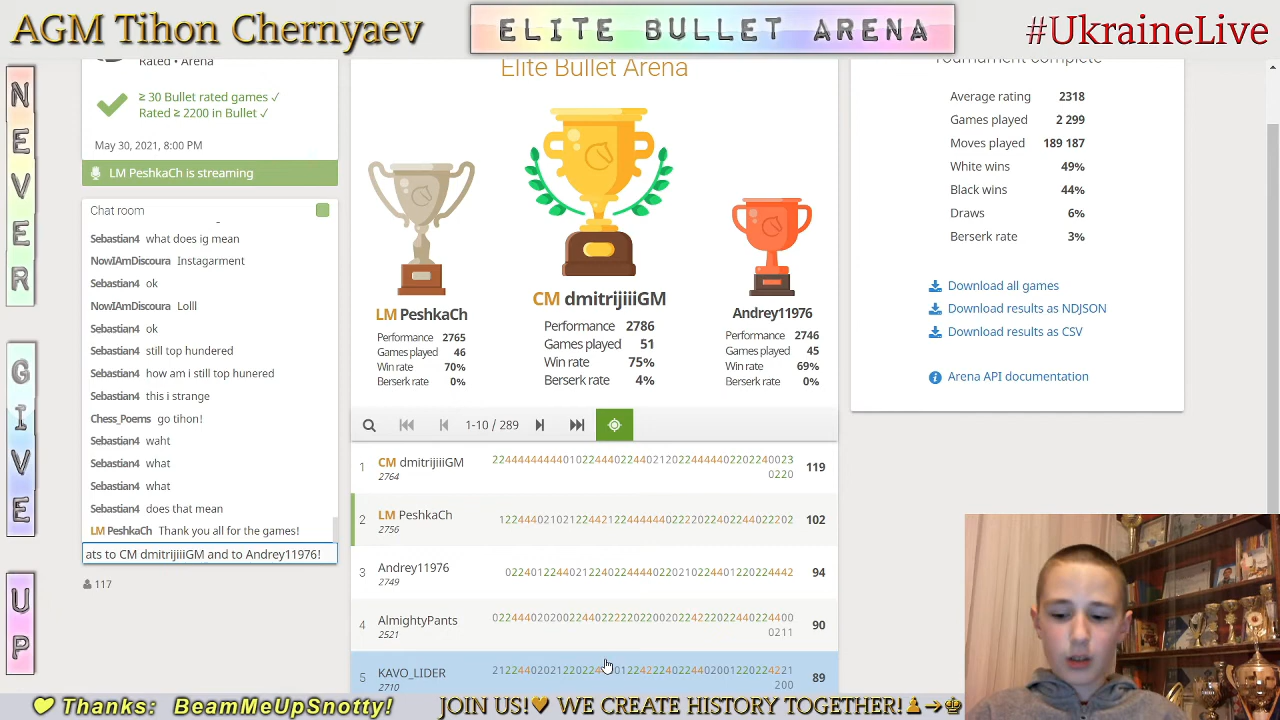 AGM Tihon Chernyaev
ELITE BULLET ARENA
#UkraineLive
NEVER
GIVE
UP
Rated • Arena
≥ 30 Bullet rated games ✓
Rated ≥ 2200 in Bullet ✓
May 30, 2021, 8:00 PM
LM PeshkaCh is streaming
Chat room
Sebastian4 what does ig mean
NowIAmDiscoura Instagarment
Sebastian4 ok
NowIAmDiscoura Lolll
Sebastian4 ok
Sebastian4 still top hundered
Sebastian4 how am i still top hunered
Sebastian4 this i strange
Chess_Poems go tihon!
Sebastian4 waht
Sebastian4 what
Sebastian4 what
Sebastian4 does that mean
LM PeshkaCh Thank you all for the games!
ats to CM dmitrijiiiGM and to Andrey11976!
117
Elite Bullet Arena
LM PeshkaCh
Performance 2765
Games played 46
Win rate 70%
Berserk rate 0%
CM dmitrijiiiGM
Performance 2786
Games played 51
Win rate 75%
Berserk rate 4%
Andrey11976
Performance 2746
Games played 45
Win rate 69%
Berserk rate 0%
1-10 / 289
1 CM dmitrijiiiGM 2764 119
2 LM PeshkaCh 2756 102
3 Andrey11976 2749 94
4 AlmightyPants 2521 90
5 KAVO_LIDER 2710 89
Tournament complete
Average rating 2318
Games played 2 299
Moves played 189 187
White wins 49%
Black wins 44%
Draws 6%
Berserk rate 3%
Download all games
Download results as NDJSON
Download results as CSV
Arena API documentation
Thanks: BeamMeUpSnotty!
JOIN US! WE CREATE HISTORY TOGETHER!